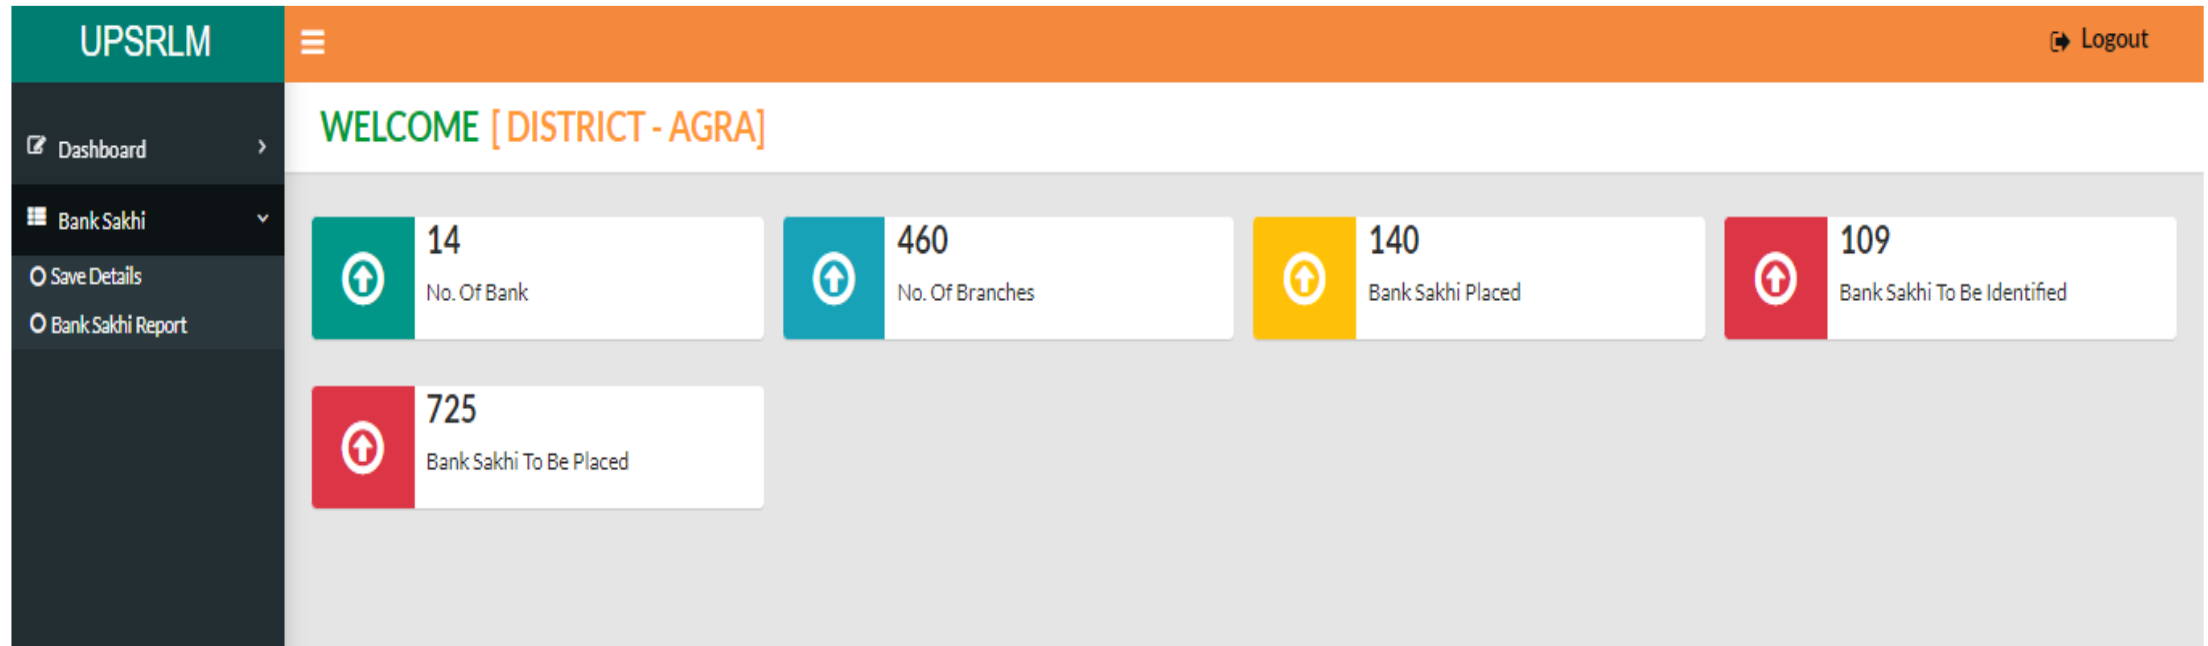 UPSRLM
Logout
WELCOME [ DISTRICT - AGRA]
Dashboard
Bank Sakhi
Save Details
Bank Sakhi Report
14
No. Of Bank
460
No. Of Branches
140
Bank Sakhi Placed
109
Bank Sakhi To Be Identified
725
Bank Sakhi To Be Placed